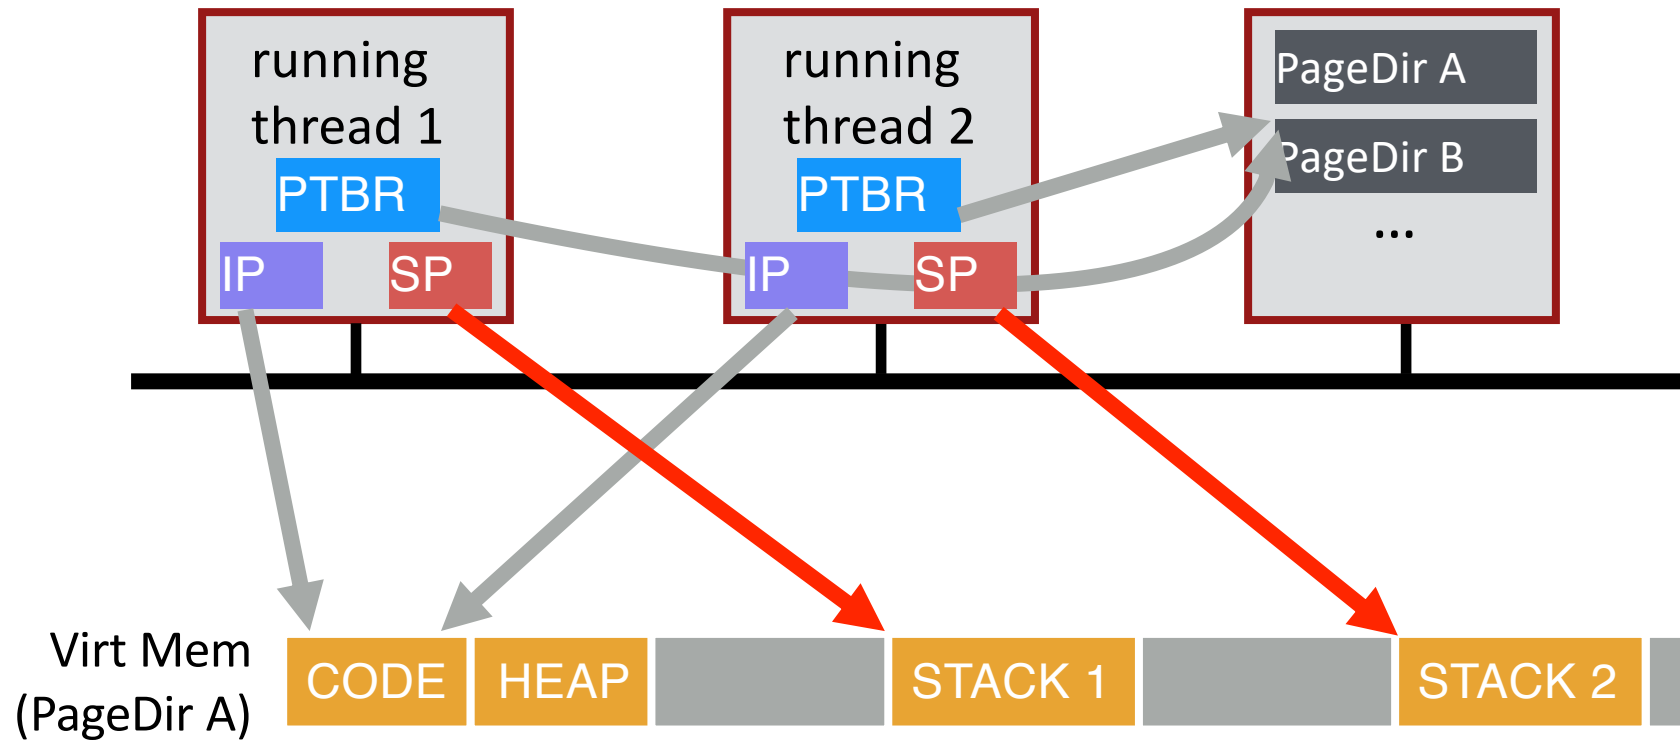 running
thread 1
PTBR
IP
SP
running
thread 2
PTBR
IP
SP
PageDir A
PageDir B
...
Virt Mem
(PageDir A)
CODE
HEAP
STACK 1
STACK 2